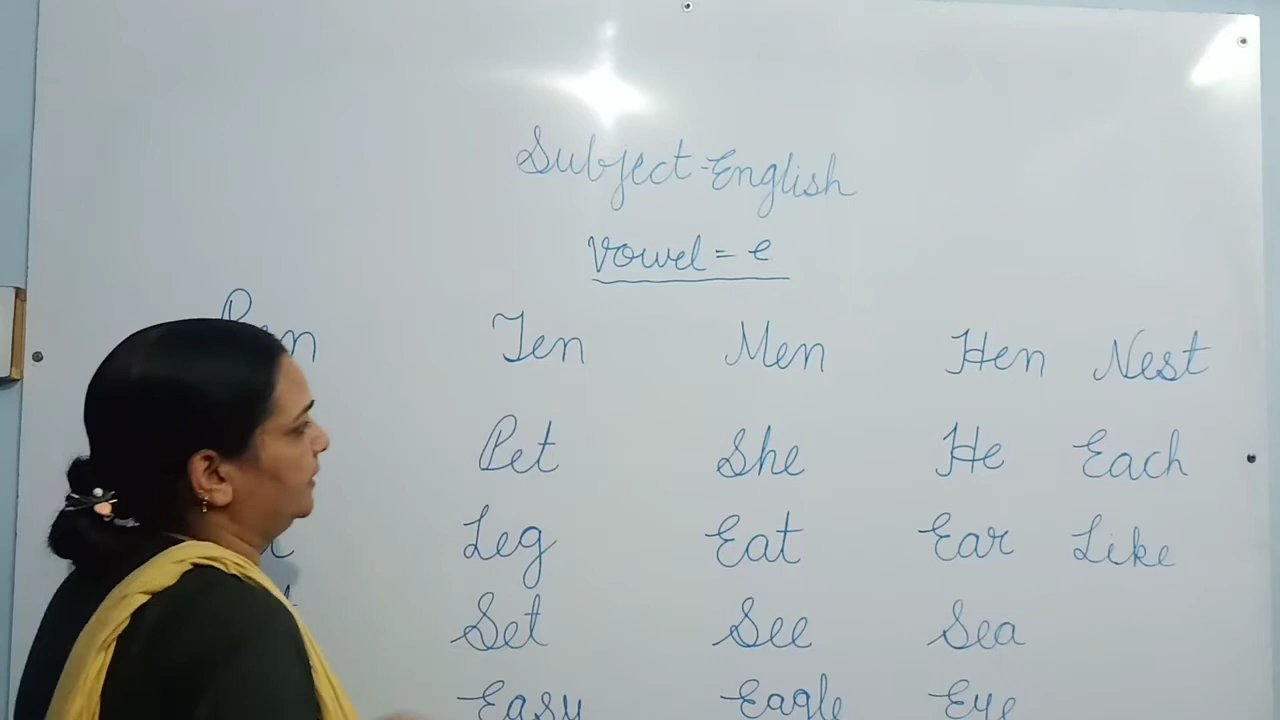 Subject-English
Vowel = e
Ten Men Hen Nest
Pet She He Each
Leg Eat Ear Like
Set See Sea
Easy Eagle Eye